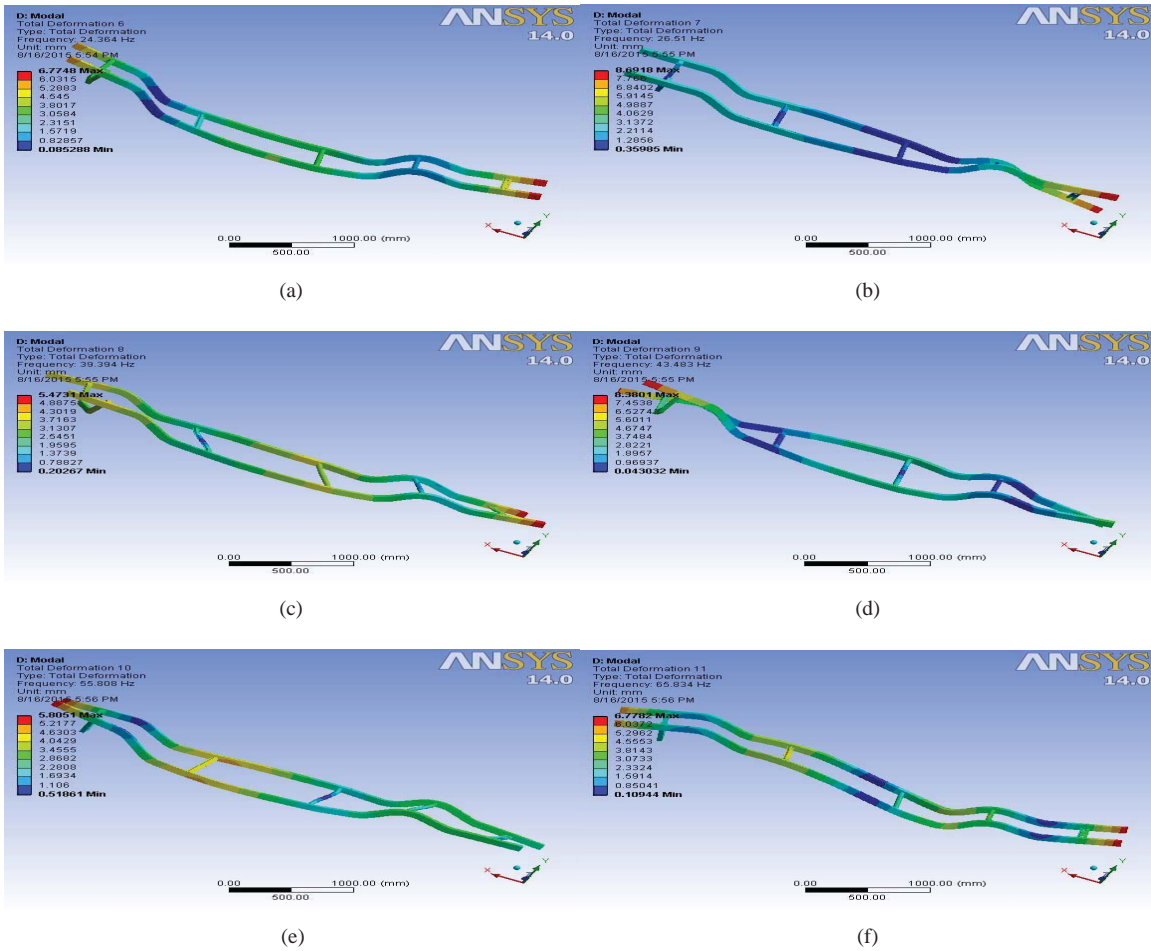 D: Modal
Total Deformation 6
Type: Total Deformation
Frequency: 24.364 Hz
Unit: mm
8/16/2015 5:54 PM
6.7748 Max
6.0315
5.2883
4.545
3.8017
3.0584
2.3151
1.5719
0.82857
0.085288 Min
ANSYS
14.0
0.00
1000.00 (mm)
500.00
X
Y
(a)
D: Modal
Total Deformation 7
Type: Total Deformation
Frequency: 26.51 Hz
Unit: mm
8/16/2015 5:55 PM
8.6918 Max
6.8402
5.9145
4.9887
4.0629
3.1372
2.2114
1.2856
0.35985 Min
ANSYS
14.0
0.00
1000.00 (mm)
500.00
X
Y
(b)
D: Modal
Total Deformation 8
Type: Total Deformation
Frequency: 39.394 Hz
Unit: mm
8/16/2015 5:55 PM
5.4731 Max
4.8875
4.3019
3.7163
3.1307
2.5451
1.9595
1.3739
0.78827
0.20267 Min
ANSYS
14.0
0.00
1000.00 (mm)
500.00
X
Y
(c)
D: Modal
Total Deformation 9
Type: Total Deformation
Frequency: 43.483 Hz
Unit: mm
8/16/2015 5:55 PM
8.3801 Max
7.4538
6.5274
5.6011
4.6747
3.7484
2.8221
1.8957
0.96937
0.043032 Min
ANSYS
14.0
0.00
1000.00 (mm)
500.00
X
Y
(d)
D: Modal
Total Deformation 10
Type: Total Deformation
Frequency: 55.808 Hz
Unit: mm
8/16/2015 5:56 PM
5.8051 Max
5.2177
4.6303
4.0429
3.4555
2.8682
2.2808
1.6934
1.106
0.51861 Min
ANSYS
14.0
0.00
1000.00 (mm)
500.00
X
Y
(e)
D: Modal
Total Deformation 11
Type: Total Deformation
Frequency: 65.834 Hz
Unit: mm
8/16/2015 5:56 PM
6.7782 Max
6.0372
5.2962
4.5553
3.8143
3.0733
2.3324
1.5914
0.85041
0.10944 Min
ANSYS
14.0
0.00
1000.00 (mm)
500.00
X
Y
(f)